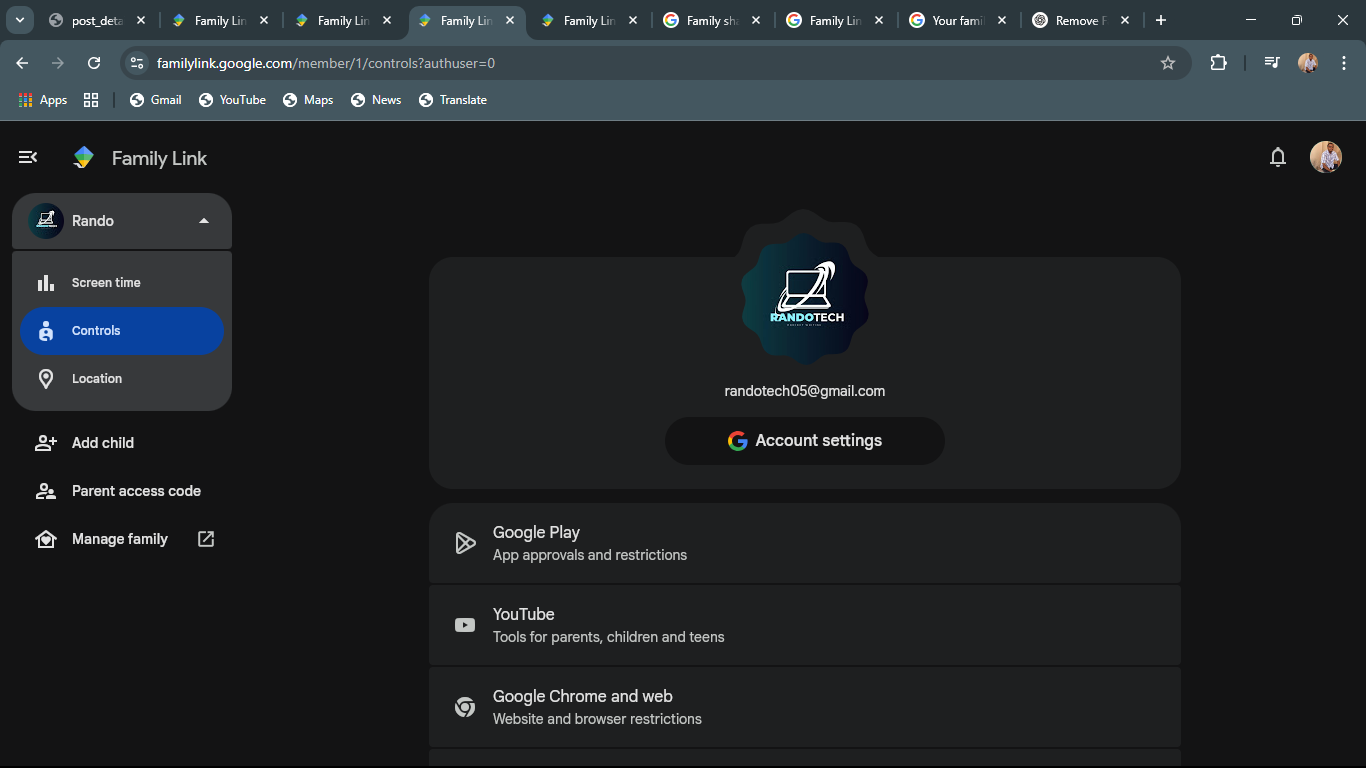 post_deta
Family Lin
Family Lin
Family Lin
Family Lin
Family sha
Family Lin
Your famil
Remove F
familylink.google.com/member/1/controls?authuser=0
Apps
Gmail
YouTube
Maps
News
Translate
Family Link
Rando
Screen time
Controls
Location
Add child
Parent access code
Manage family
RANDOTECH
randotech05@gmail.com
Account settings
Google Play
App approvals and restrictions
YouTube
Tools for parents, children and teens
Google Chrome and web
Website and browser restrictions